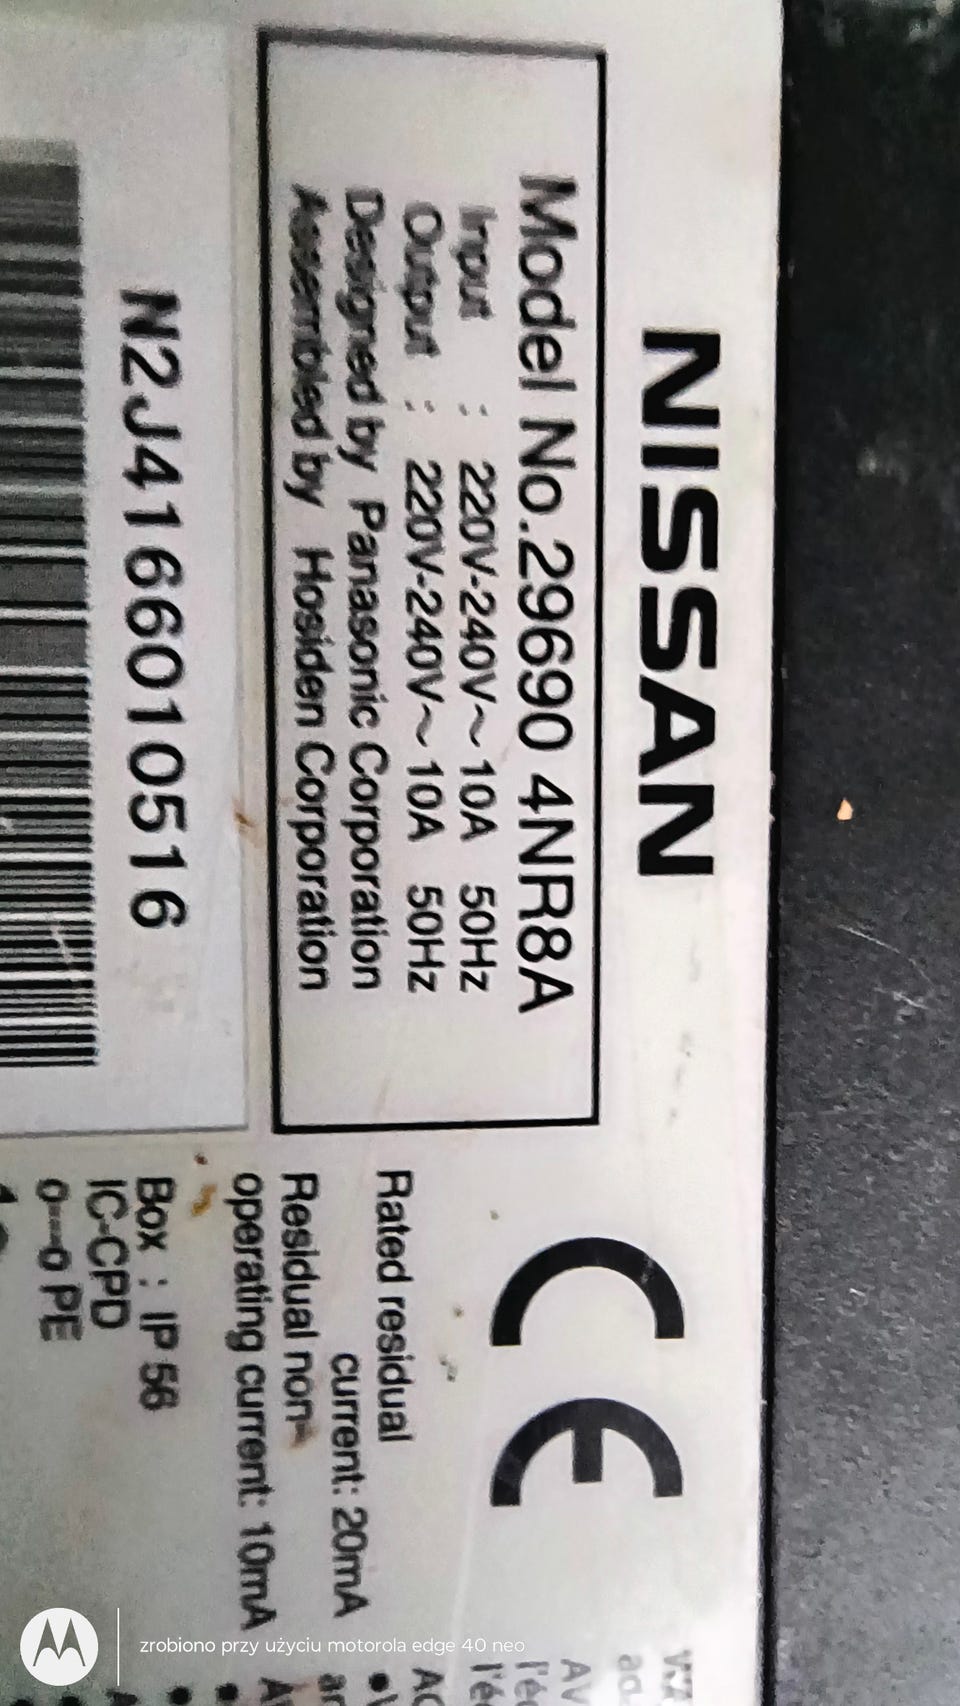 NISSAN
Model No.29690 4NR8A
Input : 220V-240V~10A 50Hz
Output : 220V-240V~10A 50Hz
Designed by Panasonic Corporation
Assembled by Hosiden Corporation
N2J4166010516
CE
Rated residual
current: 20mA
Residual non-
operating current: 10mA
Box : IP 56
IC-CPD
PE
zrobiono przy użyciu motorola edge 40 neo